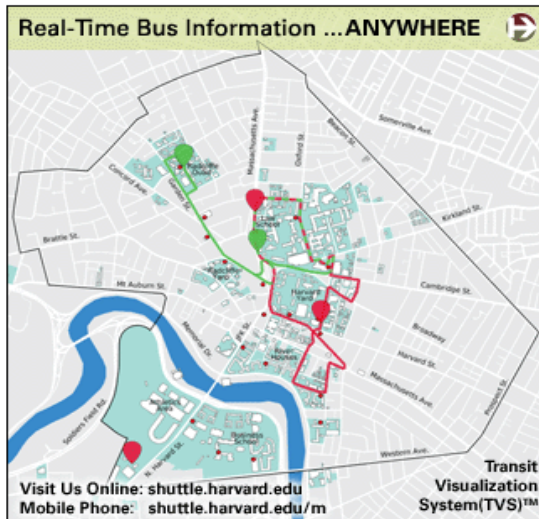 Real-Time Bus Information ...ANYWHERE
Massachusetts Ave.
Oxford St.
Beacon St.
Somerville Ave.
Radcliffe
Quad
Concord Ave.
Garden St.
Law
School
Kirkland St.
Brattle St.
Radcliffe
Yard
Mt Auburn St.
Harvard
Yard
Cambridge St.
Memorial Dr.
JFK St.
Broadway
River
Houses
Harvard St.
Massachusetts Ave.
Prospect St.
Soldiers Field Rd.
Athletics
Area
N. Harvard St.
Business
School
Western Ave.
Visit Us Online: shuttle.harvard.edu
Mobile Phone: shuttle.harvard.edu/m
Transit
Visualization
System(TVS)™